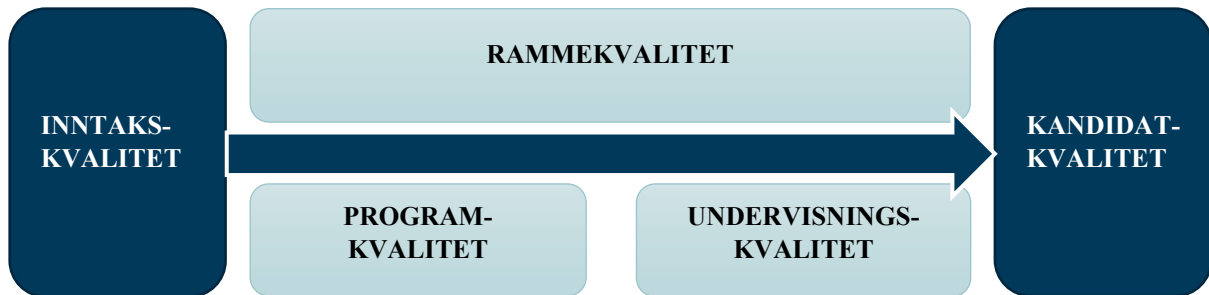 INNTAKS-
KVALITET
RAMMEKVALITET
PROGRAM-
KVALITET
UNDERVISNINGS-
KVALITET
KANDIDAT-
KVALITET